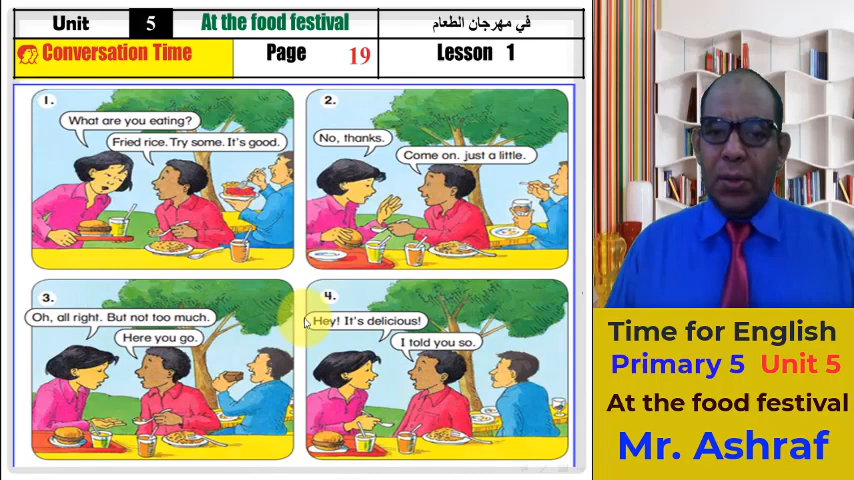 Unit 5 At the food festival في مهرجان الطعام
Conversation Time Page 19 Lesson 1
1.
What are you eating?
Fried rice. Try some. It's good.
2.
No, thanks.
Come on. just a little.
3.
Oh, all right. But not too much.
Here you go.
4.
Hey! It's delicious!
I told you so.
Time for English
Primary 5 Unit 5
At the food festival
Mr. Ashraf